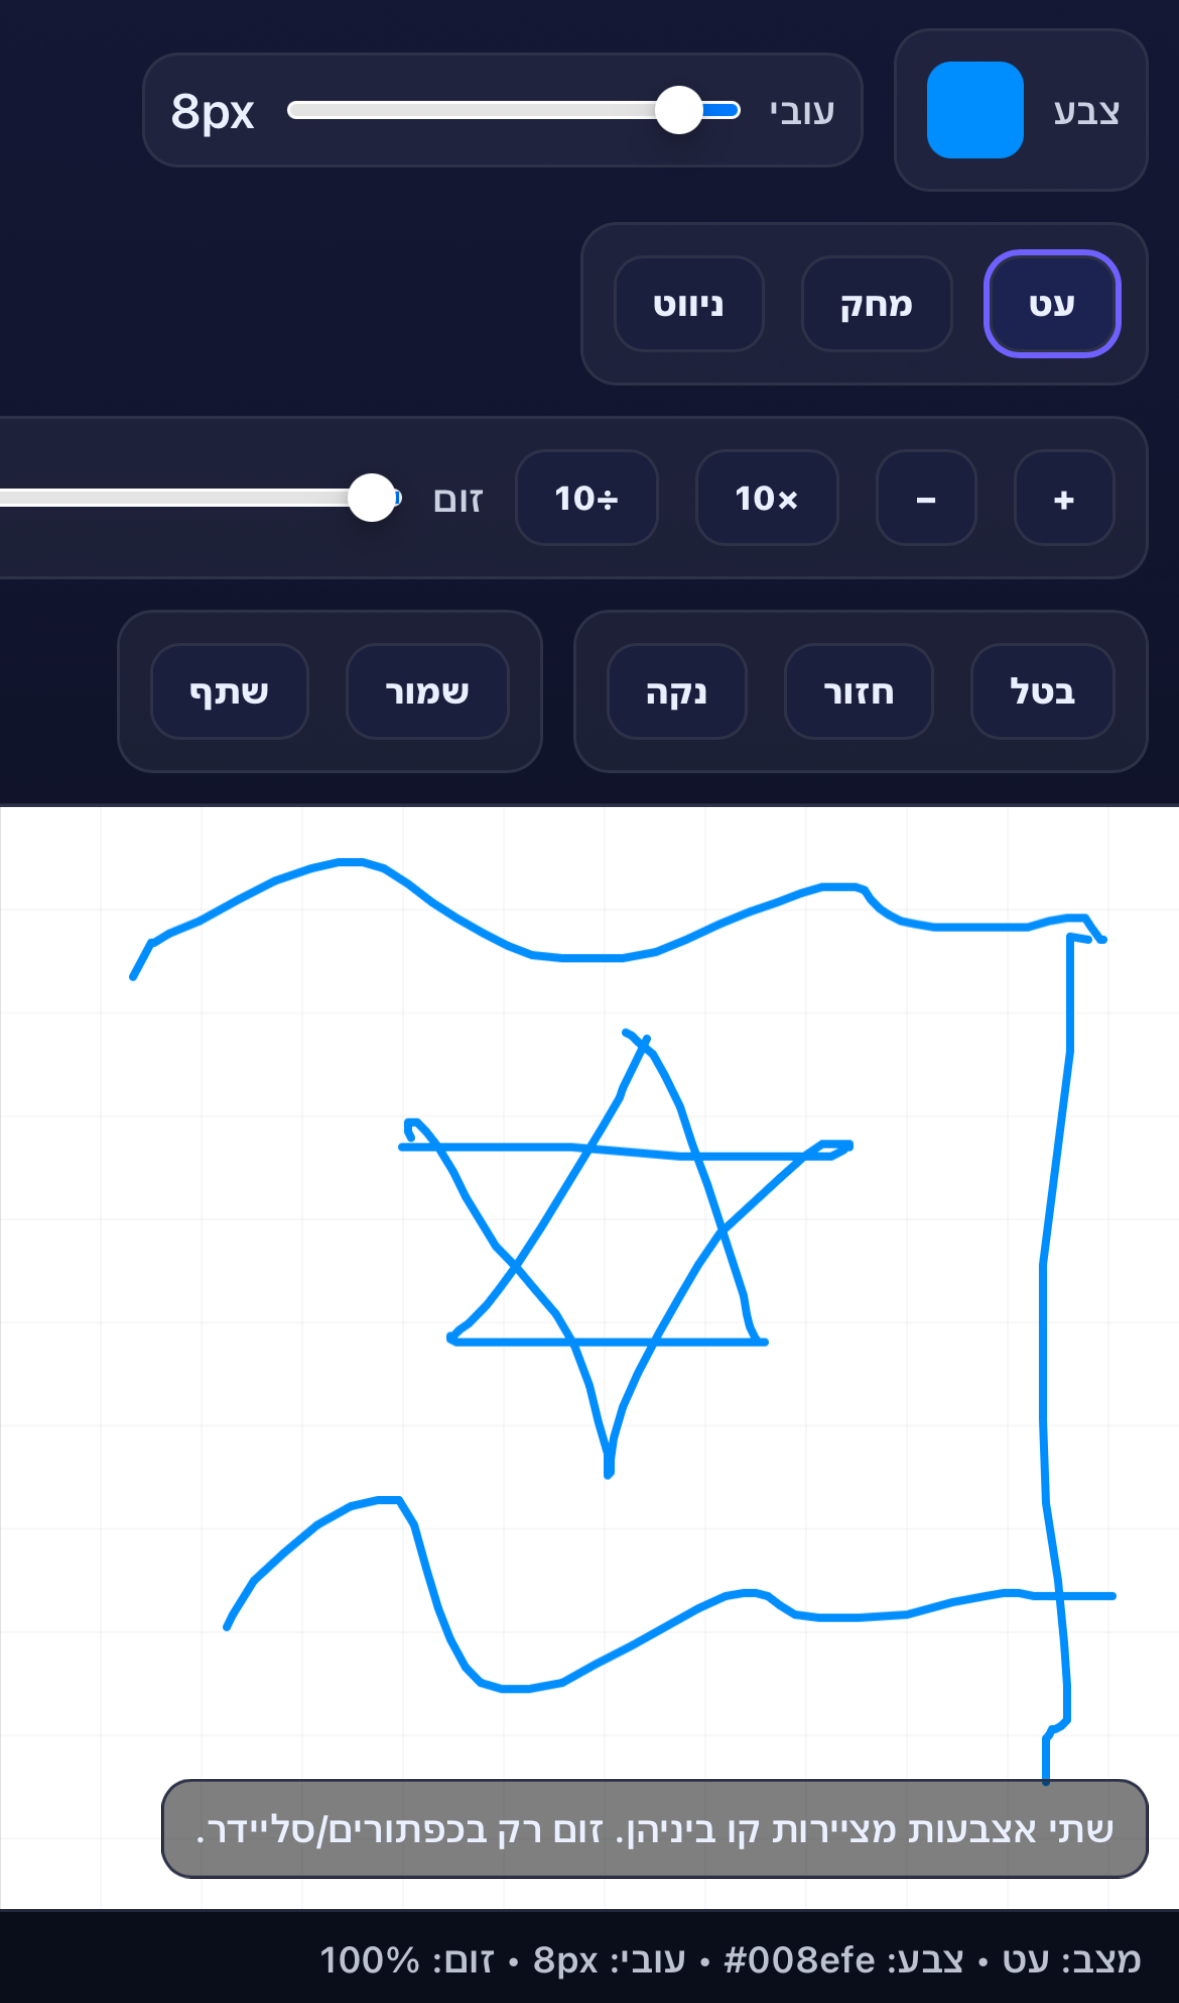 צבע עובי 8px
עט מחק ניווט
+ − ×10 ÷10 זום
בטל חזור נקה שמור שתף
שתי אצבעות מציירות קו ביניהן. זום רק בכפתורים/סליידר.
מצב: עט • צבע: #008efe • עובי: 8px • זום: 100%